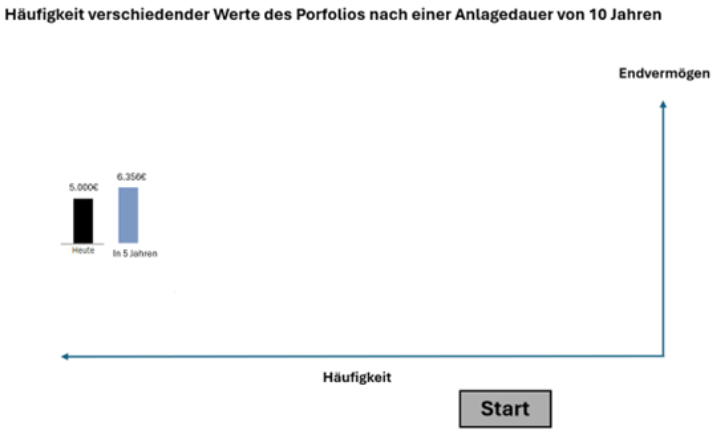 Häufigkeit verschiedender Werte des Porfolios nach einer Anlagedauer von 10 Jahren
Endvermögen
5.000€
6.356€
Heute
In 5 Jahren
Häufigkeit
Start